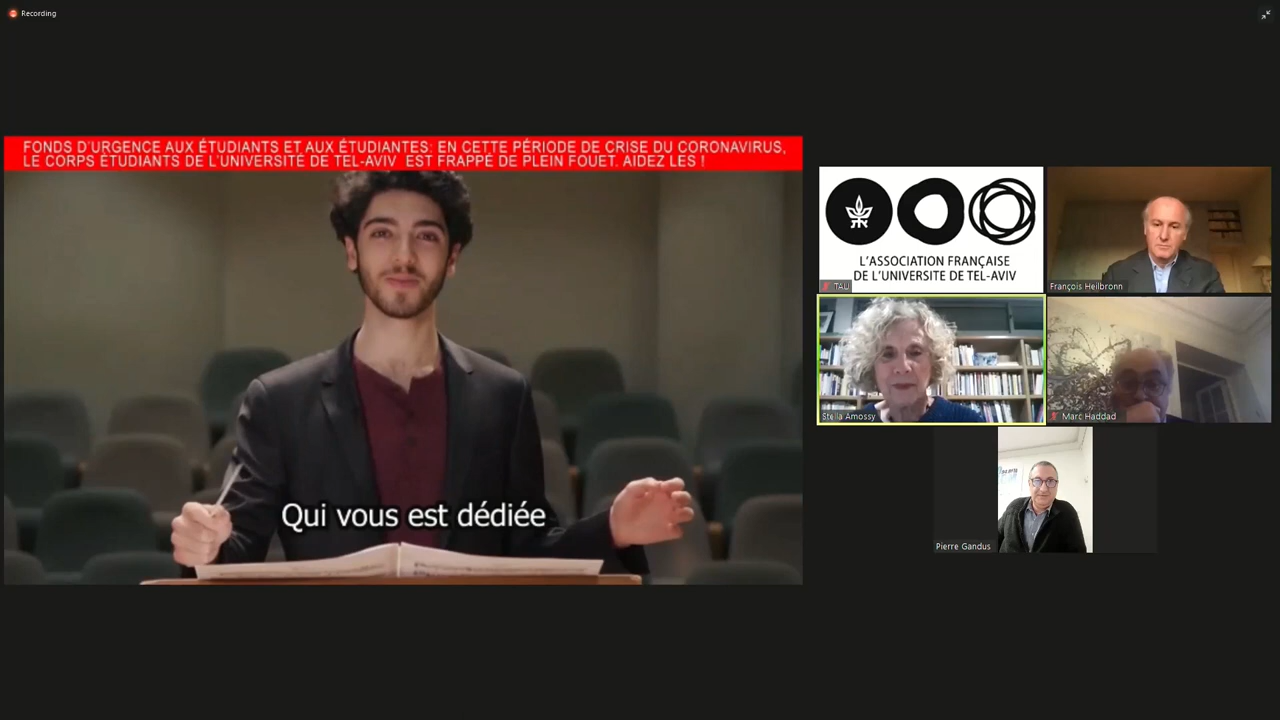 Recording
FONDS D'URGENCE AUX ÉTUDIANTS ET AUX ÉTUDIANTES: EN CETTE PÉRIODE DE CRISE DU CORONAVIRUS,
LE CORPS ÉTUDIANTS DE L'UNIVERSITÉ DE TEL-AVIV EST FRAPPÉ DE PLEIN FOUET. AIDEZ LES !
Qui vous est dédiée
L'ASSOCIATION FRANÇAISE
DE L'UNIVERSITE DE TEL-AVIV
TAU
François Heilbronn
Stella Amossy
Marc Haddad
Pierre Gandus